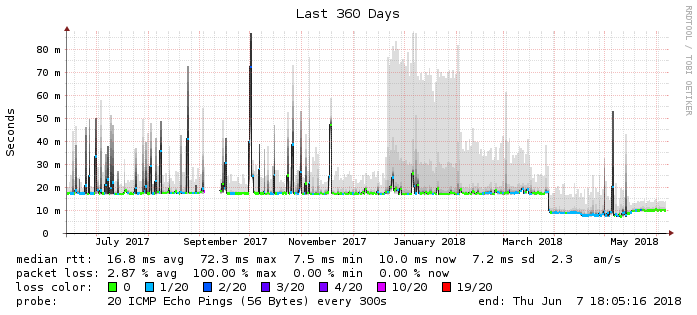 Last 360 Days
RRDTOOL / TOBI OETIKER
Seconds
80 m
70 m
60 m
50 m
40 m
30 m
20 m
10 m
0
July 2017 September 2017 November 2017 January 2018 March 2018 May 2018
median rtt: 16.8 ms avg 72.3 ms max 7.5 ms min 10.0 ms now 7.2 ms sd 2.3 am/s
packet loss: 2.87 % avg 100.00 % max 0.00 % min 0.00 % now
loss color: 0 1/20 2/20 3/20 4/20 10/20 19/20
probe: 20 ICMP Echo Pings (56 Bytes) every 300s end: Thu Jun 7 18:05:16 2018